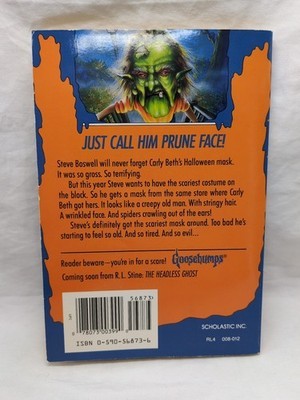 JUST CALL HIM PRUNE FACE!
Steve Boswell will never forget Carly Beth's Halloween mask.
It was so gross. So terrifying.
But this year Steve wants to have the scariest costume on
the block. So he gets a mask from the same store where Carly
Beth got hers. It looks like a creepy old man. With stringy hair.
A wrinkled face. And spiders crawling out of the ears!
Steve's definitely got the scariest mask around. Too bad he's
starting to feel so old. And so tired. And so evil...
Reader beware—you're in for a scare! Goosebumps
Coming soon from R.L. Stine: THE HEADLESS GHOST
56873
ISBN 0-590-56873-6
SCHOLASTIC INC.
RL4 008-012